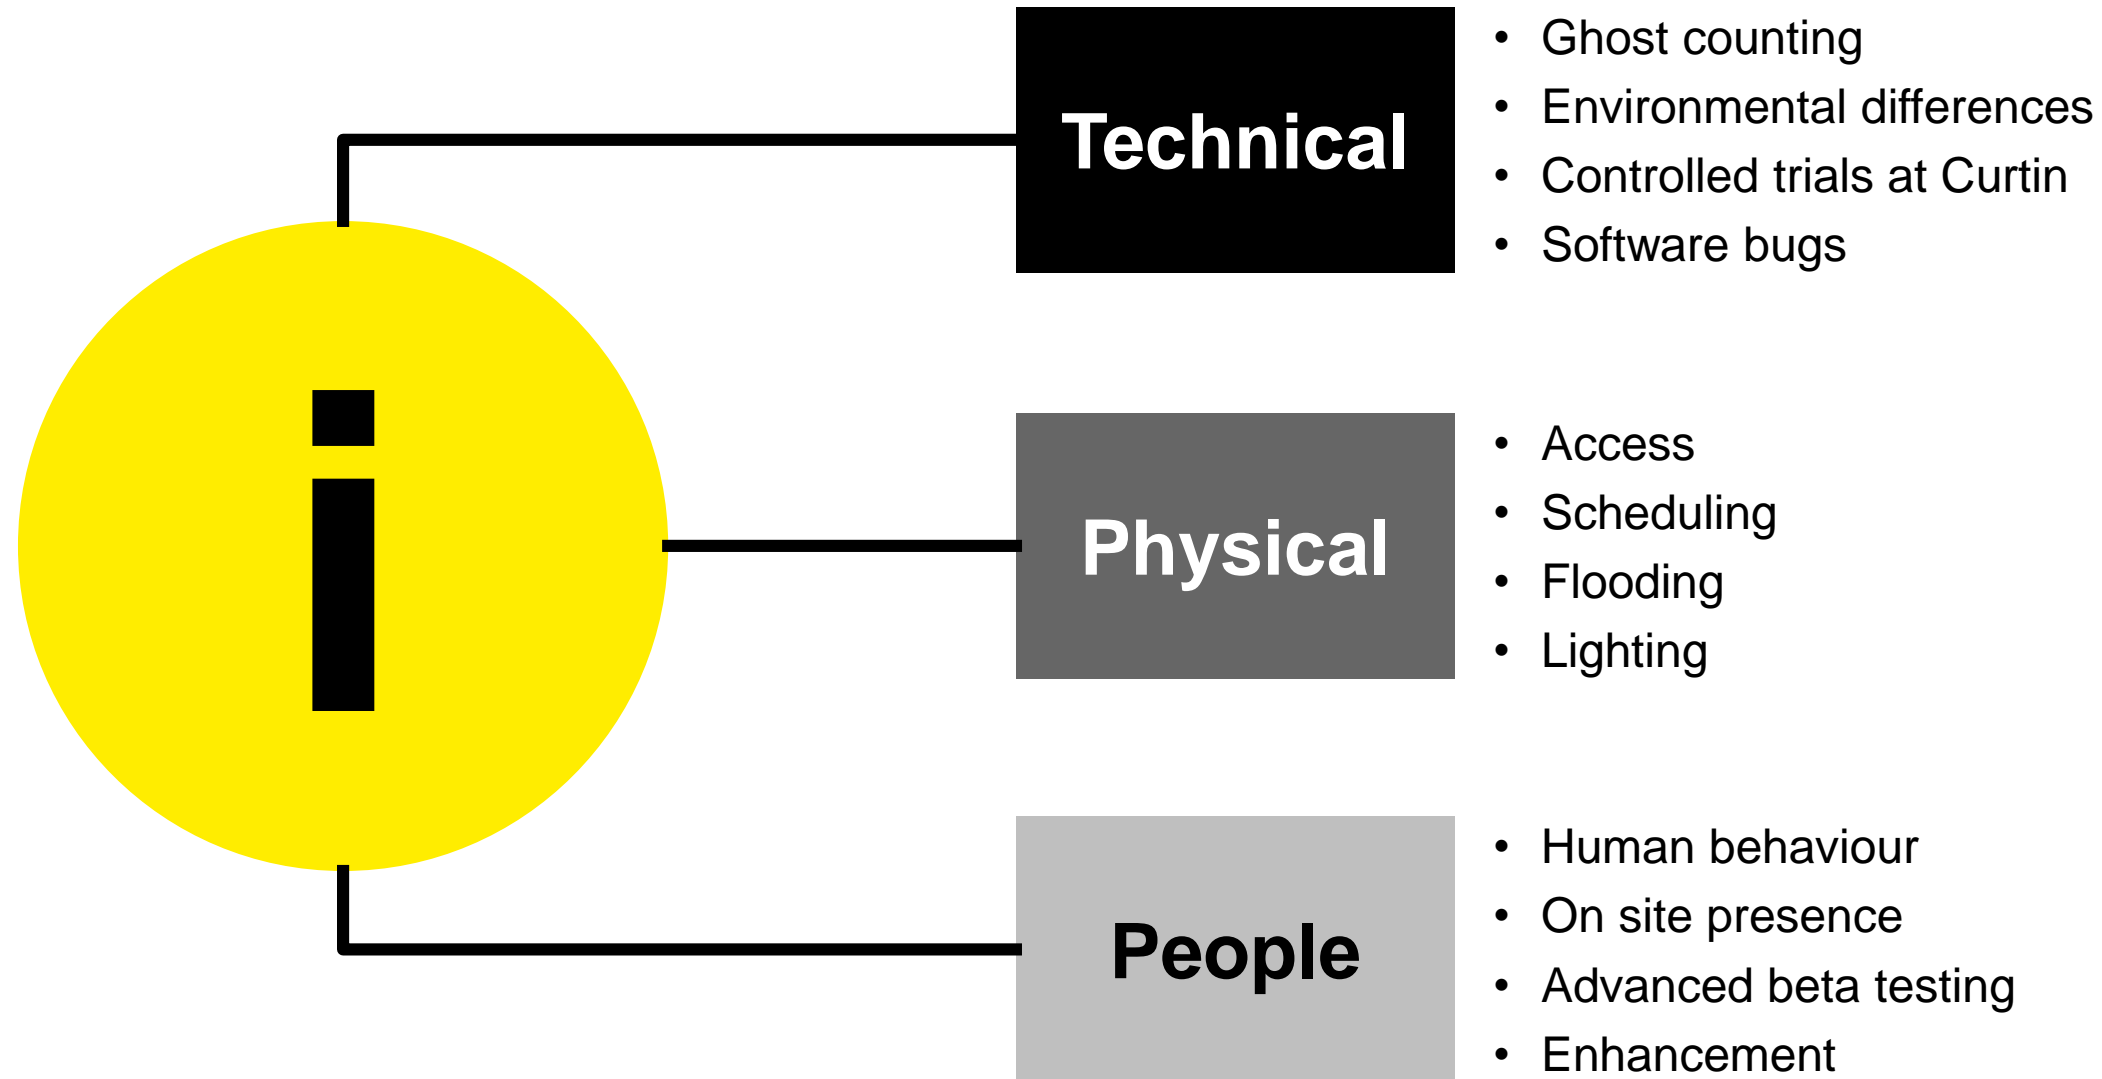 i
Technical
• Ghost counting
• Environmental differences
• Controlled trials at Curtin
• Software bugs
Physical
• Access
• Scheduling
• Flooding
• Lighting
People
• Human behaviour
• On site presence
• Advanced beta testing
• Enhancement